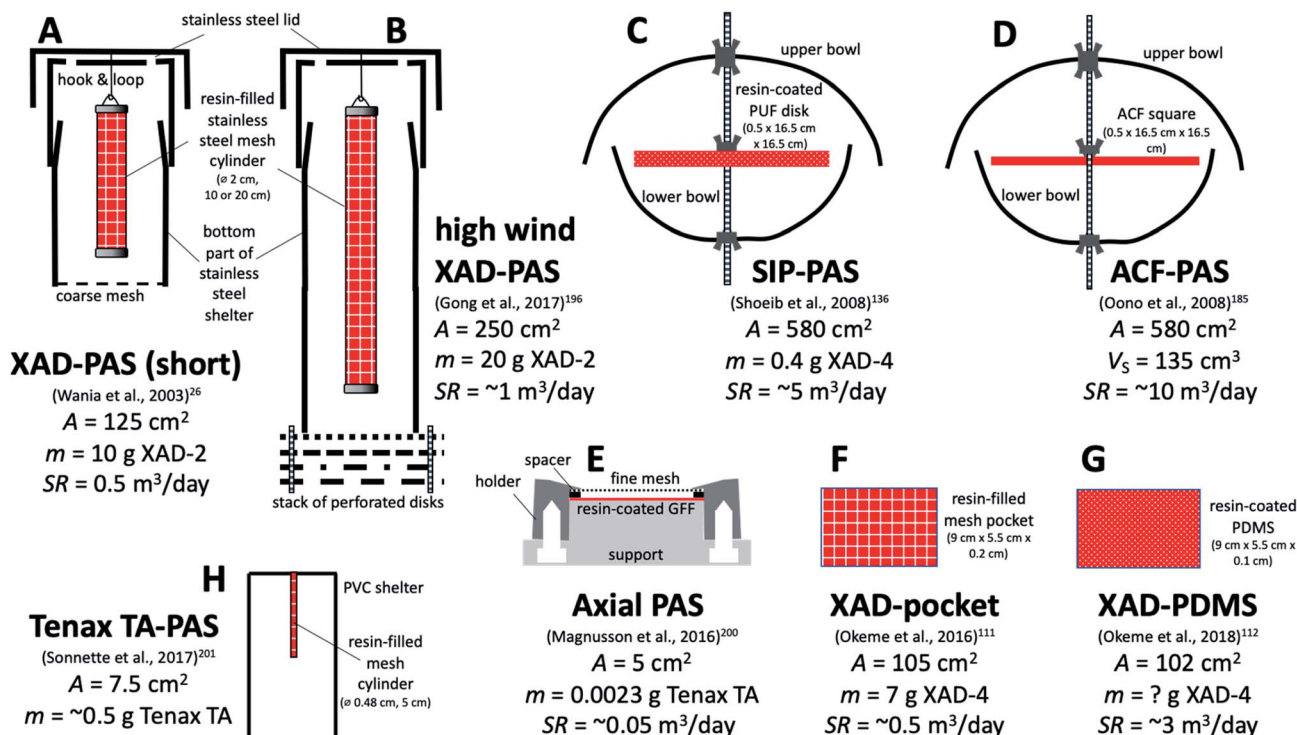 A
stainless steel lid
B
hook & loop
resin-filled
stainless
steel mesh
cylinder
(ø 2 cm,
10 or 20 cm)
bottom
part of
stainless
steel
shelter
coarse mesh
XAD-PAS (short)
(Wania et al., 2003)26
A = 125 cm2
m = 10 g XAD-2
SR = 0.5 m3/day
stack of perforated disks
high wind
XAD-PAS
(Gong et al., 2017)196
A = 250 cm2
m = 20 g XAD-2
SR = ~1 m3/day
C
upper bowl
resin-coated
PUF disk
(0.5 x 16.5 cm
x 16.5 cm)
lower bowl
SIP-PAS
(Shoeib et al., 2008)136
A = 580 cm2
m = 0.4 g XAD-4
SR = ~5 m3/day
D
upper bowl
ACF square
(0.5 x 16.5 cm x 16.5
cm)
lower bowl
ACF-PAS
(Oono et al., 2008)185
A = 580 cm2
VS = 135 cm3
SR = ~10 m3/day
E
spacer
holder
fine mesh
resin-coated GFF
support
Axial PAS
(Magnusson et al., 2016)200
A = 5 cm2
m = 0.0023 g Tenax TA
SR = ~0.05 m3/day
F
resin-filled
mesh pocket
(9 cm x 5.5 cm x
0.2 cm)
XAD-pocket
(Okeme et al., 2016)111
A = 105 cm2
m = 7 g XAD-4
SR = ~0.5 m3/day
G
resin-coated
PDMS
(9 cm x 5.5 cm x
0.1 cm)
XAD-PDMS
(Okeme et al., 2018)112
A = 102 cm2
m = ? g XAD-4
SR = ~3 m3/day
H
PVC shelter
resin-filled
mesh
cylinder
(ø 0.48 cm, 5 cm)
Tenax TA-PAS
(Sonnette et al., 2017)201
A = 7.5 cm2
m = ~0.5 g Tenax TA